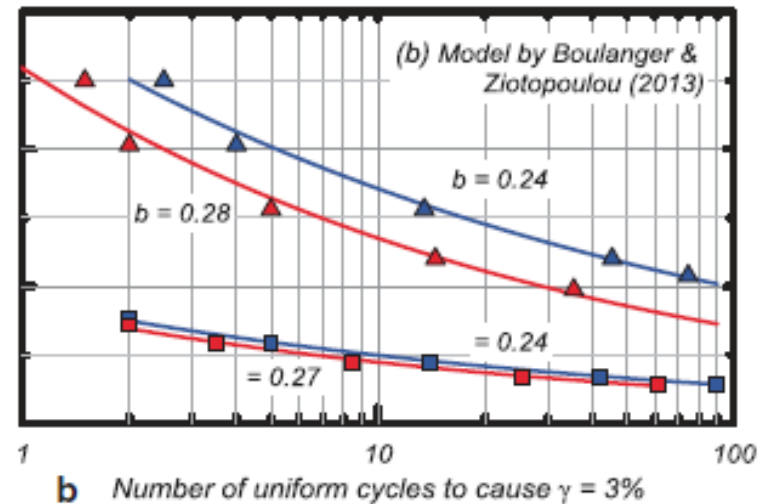 (b) Model by Boulanger &
Ziotopoulou (2013)
b = 0.24
b = 0.28
= 0.24
= 0.27
1 10 100
b Number of uniform cycles to cause γ = 3%